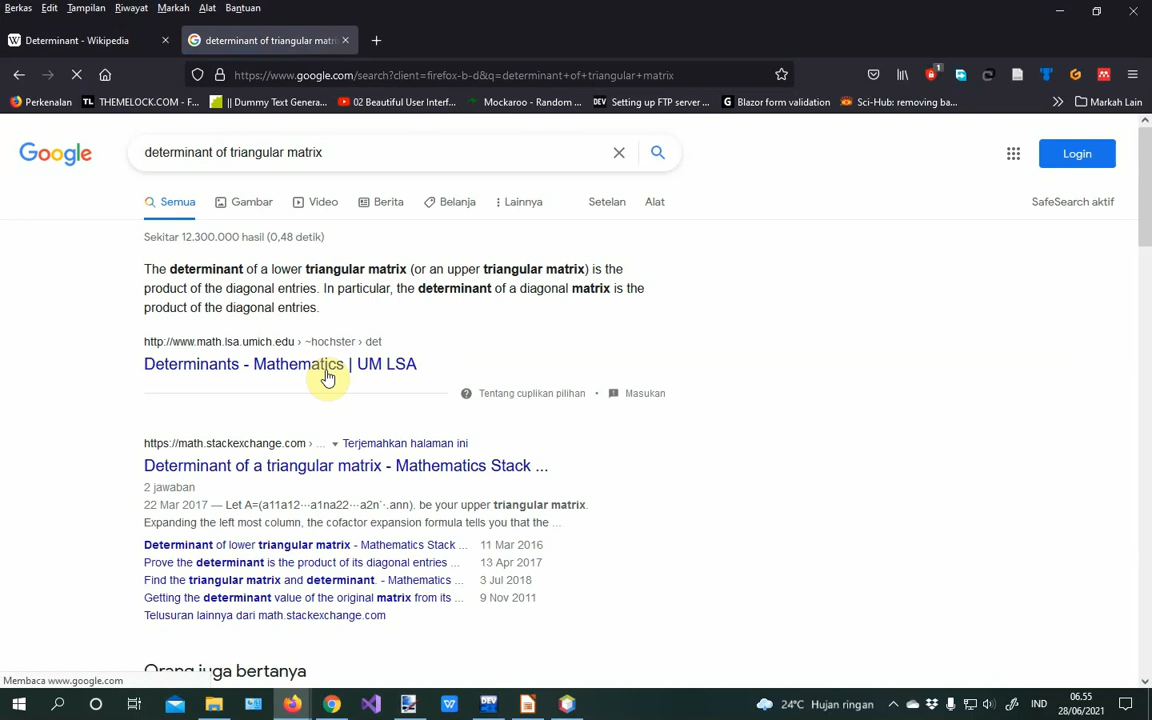 Berkas Edit Tampilan Riwayat Markah Alat Bantuan
Determinant - Wikipedia
determinant of triangular matri
https://www.google.com/search?client=firefox-b-d&q=determinant+of+triangular+matrix
1
Perkenalan
THEMELOCK.COM - F...
|| Dummy Text Genera...
02 Beautiful User Interf...
Mockaroo - Random ...
Setting up FTP server ...
Blazor form validation
Sci-Hub: removing ba...
Markah Lain
Google
determinant of triangular matrix
Login
Semua Gambar Video Berita Belanja Lainnya Setelan Alat SafeSearch aktif
Sekitar 12.300.000 hasil (0,48 detik)
The determinant of a lower triangular matrix (or an upper triangular matrix) is the
product of the diagonal entries. In particular, the determinant of a diagonal matrix is the
product of the diagonal entries.
http://www.math.lsa.umich.edu › ~hochster › det
Determinants - Mathematics | UM LSA
Tentang cuplikan pilihan • Masukan
https://math.stackexchange.com › ... Terjemahkan halaman ini
Determinant of a triangular matrix - Mathematics Stack ...
2 jawaban
22 Mar 2017 — Let A=(a11a12⋯a1na22⋯a2n⋱.ann). be your upper triangular matrix.
Expanding the left most column, the cofactor expansion formula tells you that the ...
Determinant of lower triangular matrix - Mathematics Stack ... 11 Mar 2016
Prove the determinant is the product of its diagonal entries ... 13 Apr 2017
Find the triangular matrix and determinant. - Mathematics ... 3 Jul 2018
Getting the determinant value of the original matrix from its ... 9 Nov 2011
Telusuran lainnya dari math.stackexchange.com
Orang juga bertanya
Membaca www.google.com
24°C Hujan ringan
IND
06.55
28/06/2021